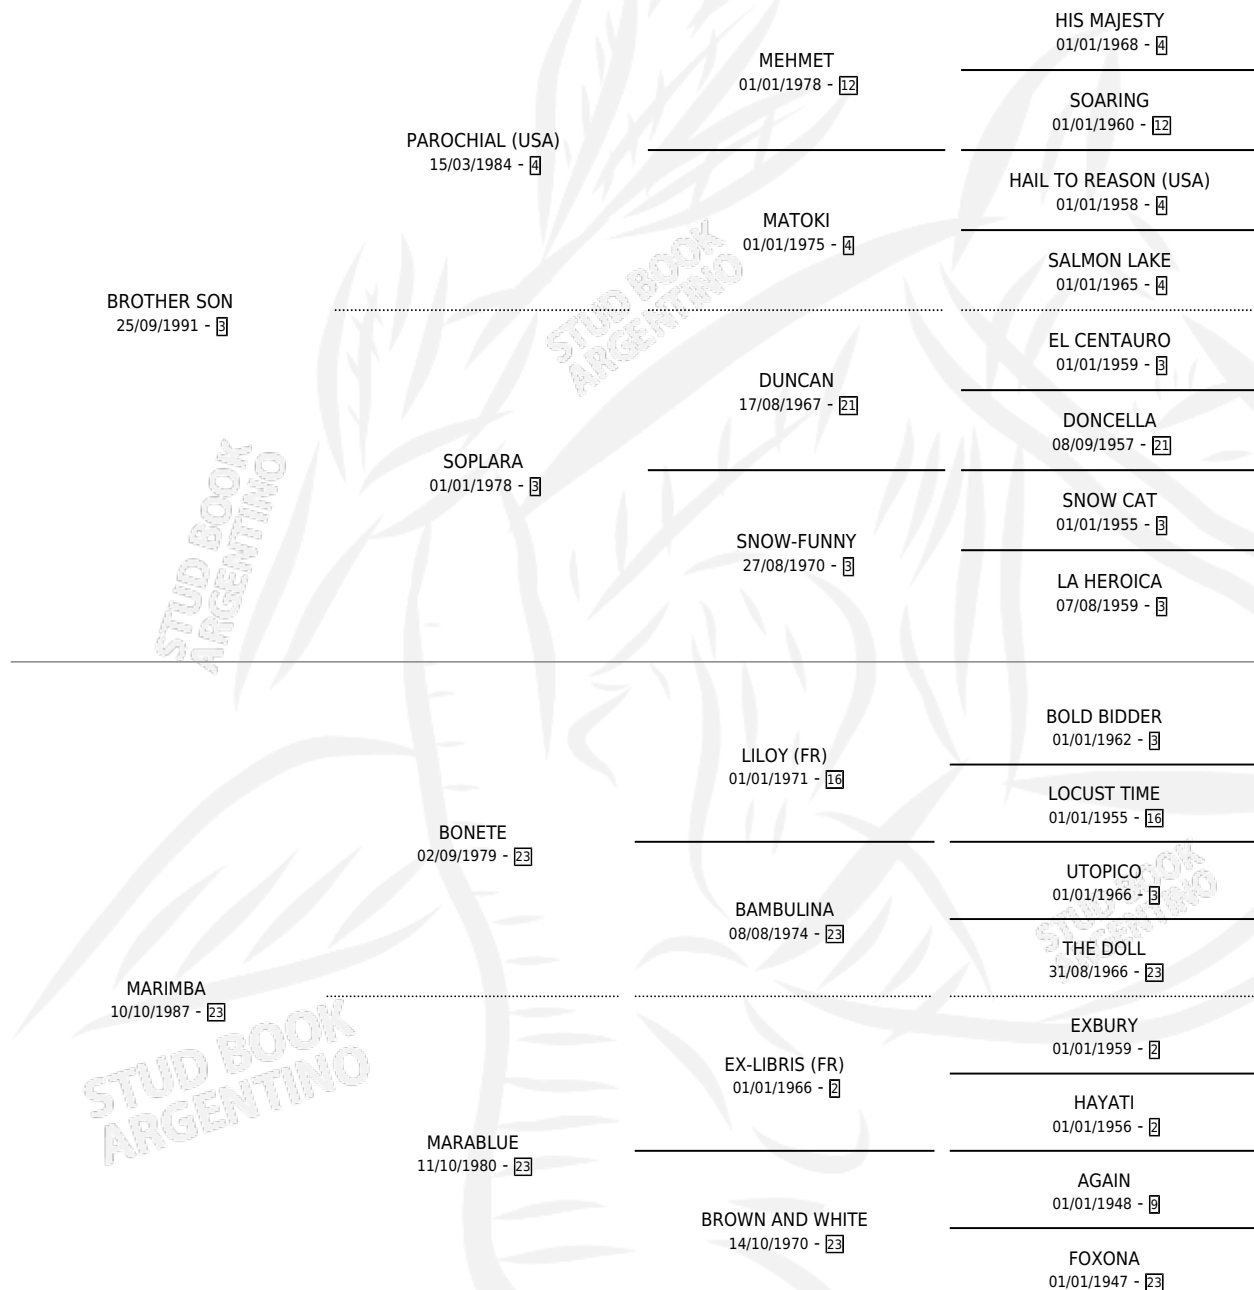 HIS MAJESTY
01/01/1968 - 4
MEHMET
01/01/1978 - 12
SOARING
01/01/1960 - 12
PAROCHIAL (USA)
15/03/1984 - 4
HAIL TO REASON (USA)
01/01/1958 - 4
MATOKI
01/01/1975 - 4
SALMON LAKE
01/01/1965 - 4
BROTHER SON
25/09/1991 - 3
STUD BOOK
ARGENTINO
EL CENTAURO
01/01/1959 - 3
DUNCAN
17/08/1967 - 21
DONCELLA
08/09/1957 - 21
SOPLARA
01/01/1978 - 3
SNOW CAT
01/01/1955 - 3
SNOW-FUNNY
27/08/1970 - 3
LA HEROICA
07/08/1959 - 3
STUD BOOK
ARGENTINO
BOLD BIDDER
01/01/1962 - 3
LILOY (FR)
01/01/1971 - 16
LOCUST TIME
01/01/1955 - 16
BONETE
02/09/1979 - 23
UTOPICO
01/01/1966 - 3
BAMBULINA
08/08/1974 - 23
THE DOLL
31/08/1966 - 23
STUD BOOK
ARGENTINO
MARIMBA
10/10/1987 - 23
EXBURY
01/01/1959 - 2
EX-LIBRIS (FR)
01/01/1966 - 2
HAYATI
01/01/1956 - 2
STUD BOOK
ARGENTINO
MARABLUE
11/10/1980 - 23
AGAIN
01/01/1948 - 9
BROWN AND WHITE
14/10/1970 - 23
FOXONA
01/01/1947 - 23